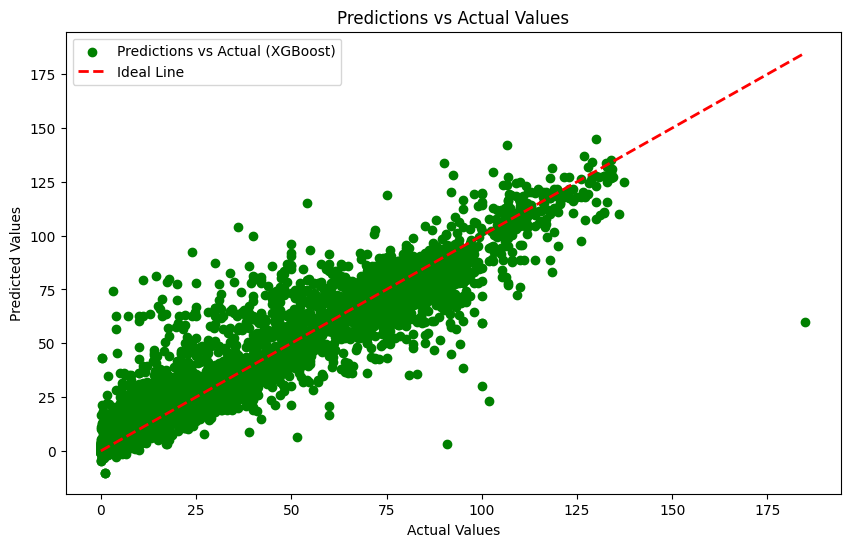 Predictions vs Actual Values
Predictions vs Actual (XGBoost)
Ideal Line
Predicted Values
175
150
125
100
75
50
25
0
0 25 50 75 100 125 150 175
Actual Values